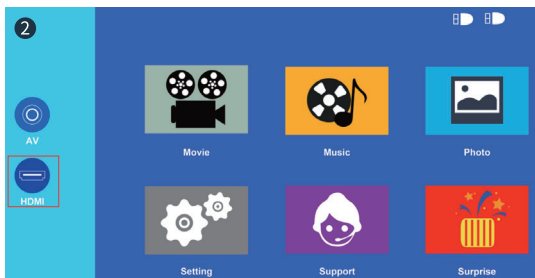 2
AV
HDMI
Movie
Music
Photo
Setting
Support
Surprise